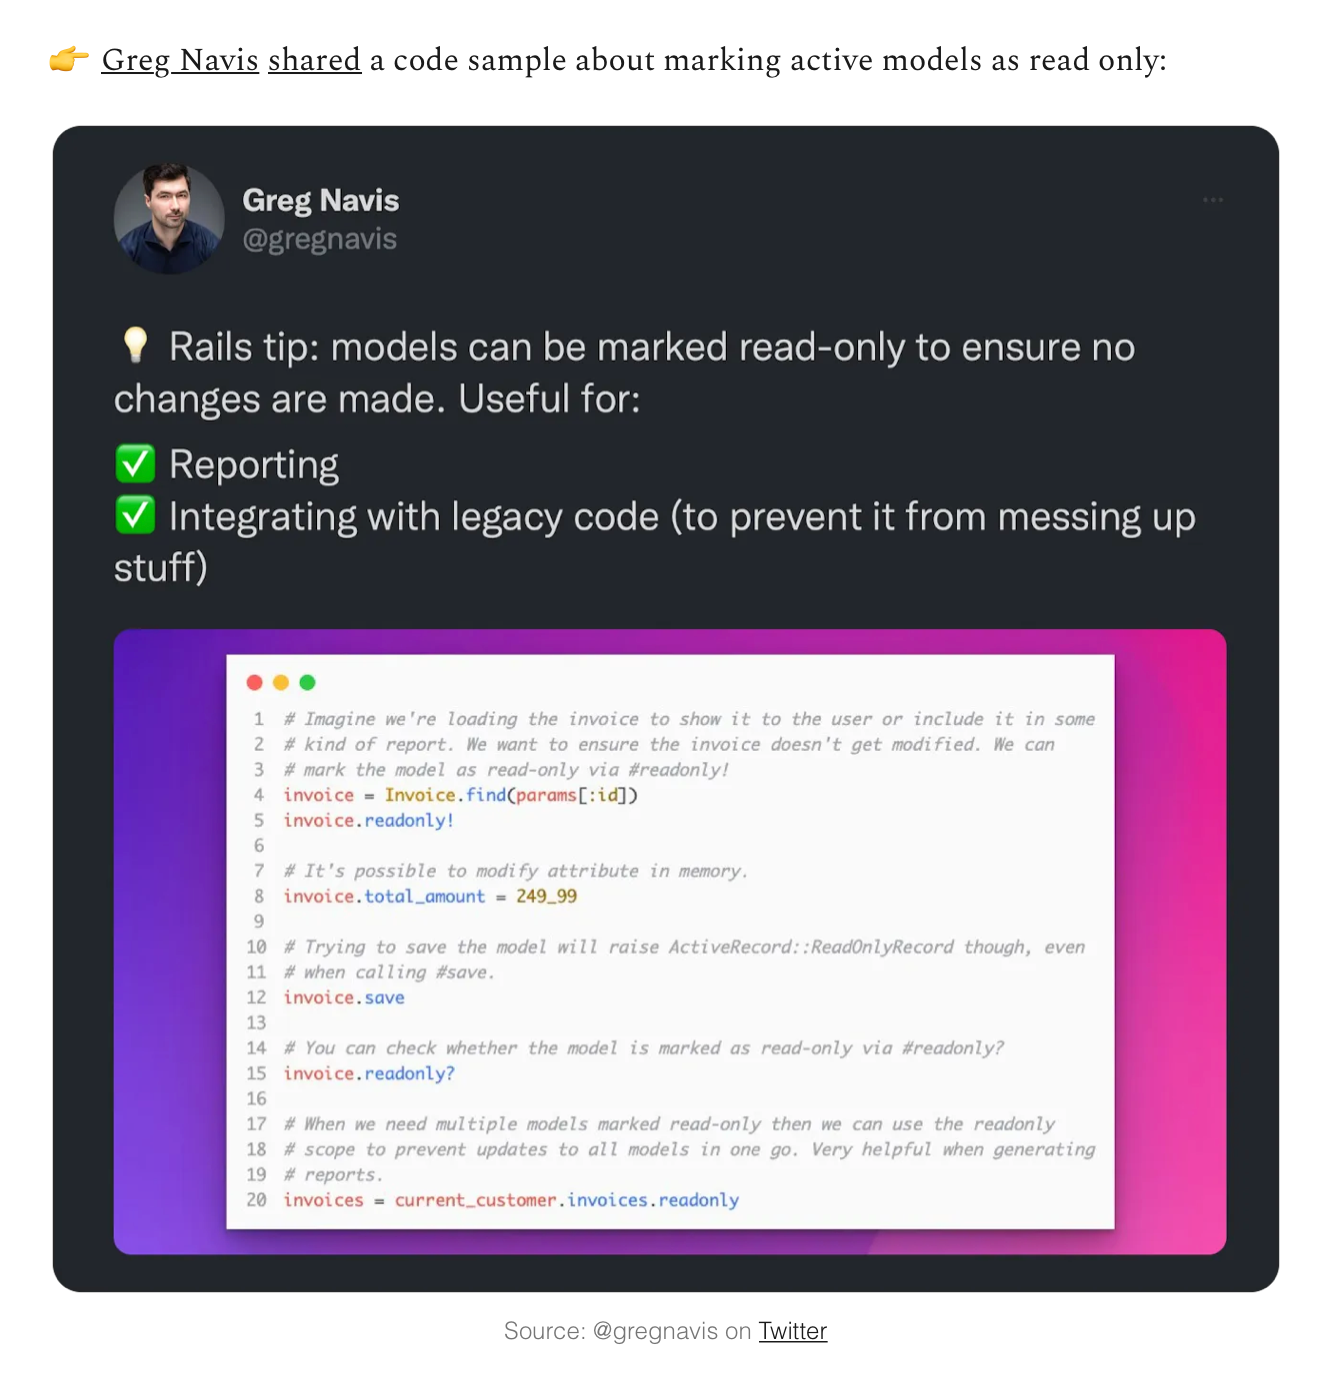 👉 Greg Navis shared a code sample about marking active models as read only:
Greg Navis
@gregnavis
...
💡 Rails tip: models can be marked read-only to ensure no
changes are made. Useful for:
✅ Reporting
✅ Integrating with legacy code (to prevent it from messing up
stuff)
1 # Imagine we're loading the invoice to show it to the user or include it in some
2 # kind of report. We want to ensure the invoice doesn't get modified. We can
3 # mark the model as read-only via #readonly!
4 invoice = Invoice.find(params[:id])
5 invoice.readonly!
6
7 # It's possible to modify attribute in memory.
8 invoice.total_amount = 249_99
9
10 # Trying to save the model will raise ActiveRecord::ReadOnlyRecord though, even
11 # when calling #save.
12 invoice.save
13
14 # You can check whether the model is marked as read-only via #readonly?
15 invoice.readonly?
16
17 # When we need multiple models marked read-only then we can use the readonly
18 # scope to prevent updates to all models in one go. Very helpful when generating
19 # reports.
20 invoices = current_customer.invoices.readonly
Source: @gregnavis on Twitter